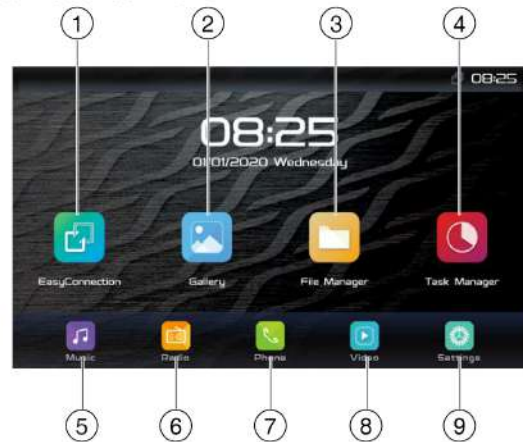 1 2 3 4
08:25
08:25
01/01/2020 Wednesday
EasyConnection Gallery File Manager Task Manager
Music Radio Phone Video Settings
5 6 7 8 9